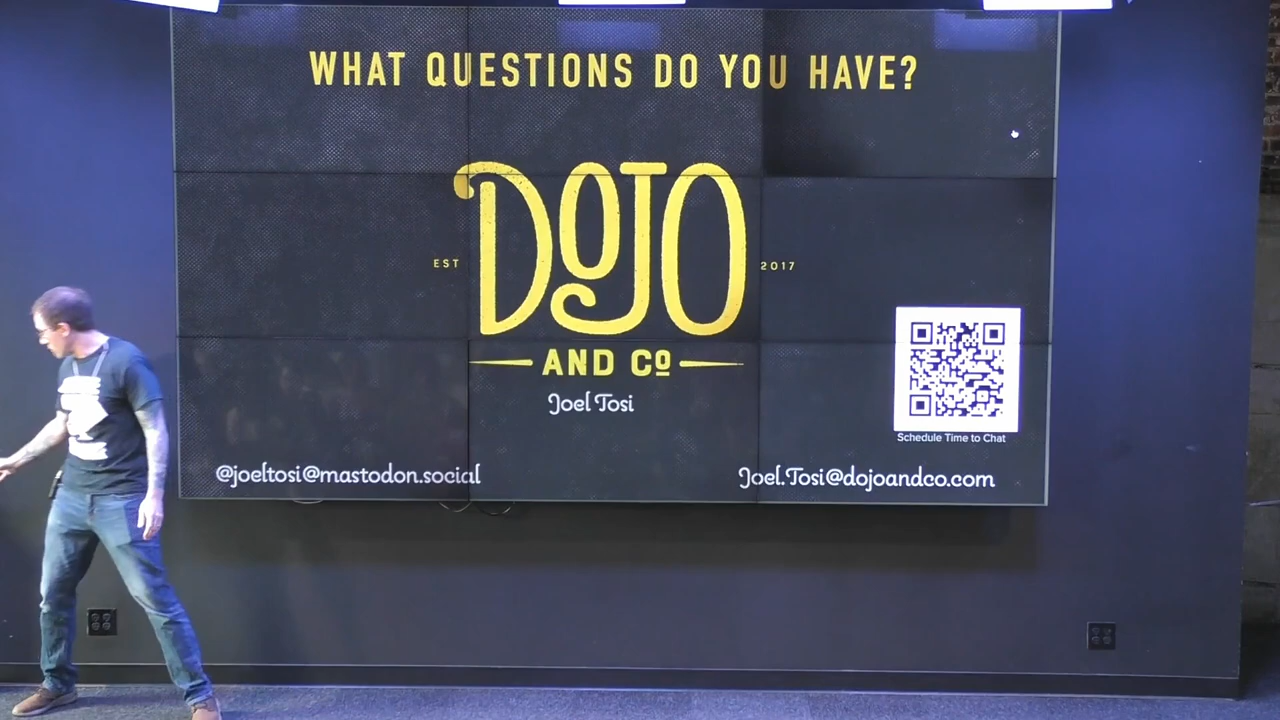 WHAT QUESTIONS DO YOU HAVE?
EST
DOJO
2017
AND CO
Joel Tosi
Schedule Time to Chat
@joeltosi@mastodon.social
Joel.Tosi@dojoandco.com